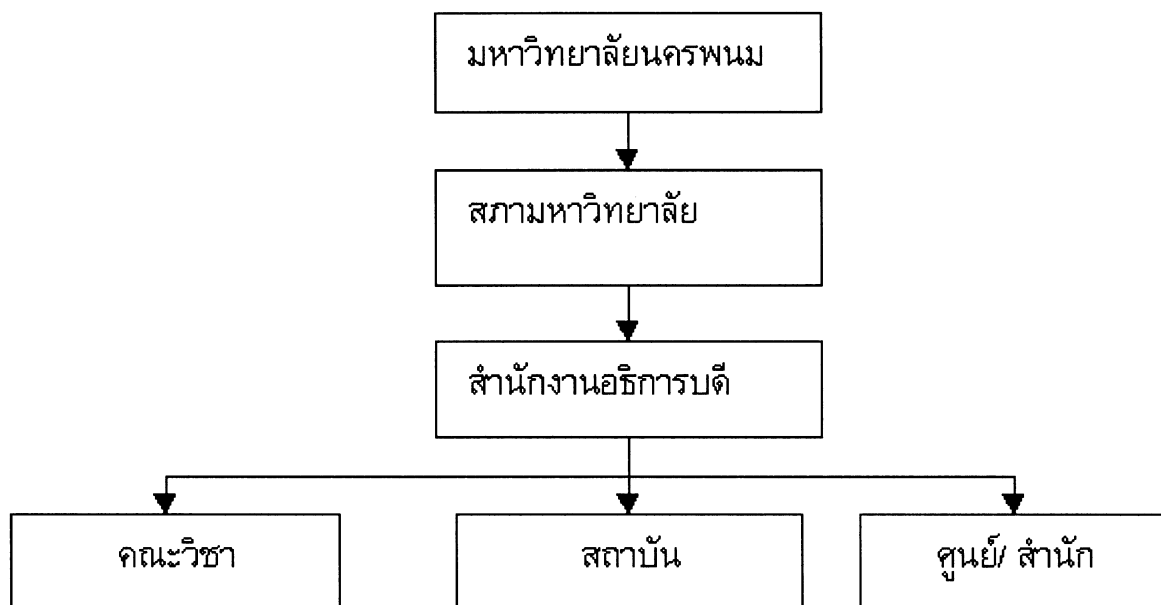 มหาวิทยาลัยนครพนม
สภามหาวิทยาลัย
สำนักงานอธิการบดี
คณะวิชา
สถาบัน
ศูนย์/ สำนัก